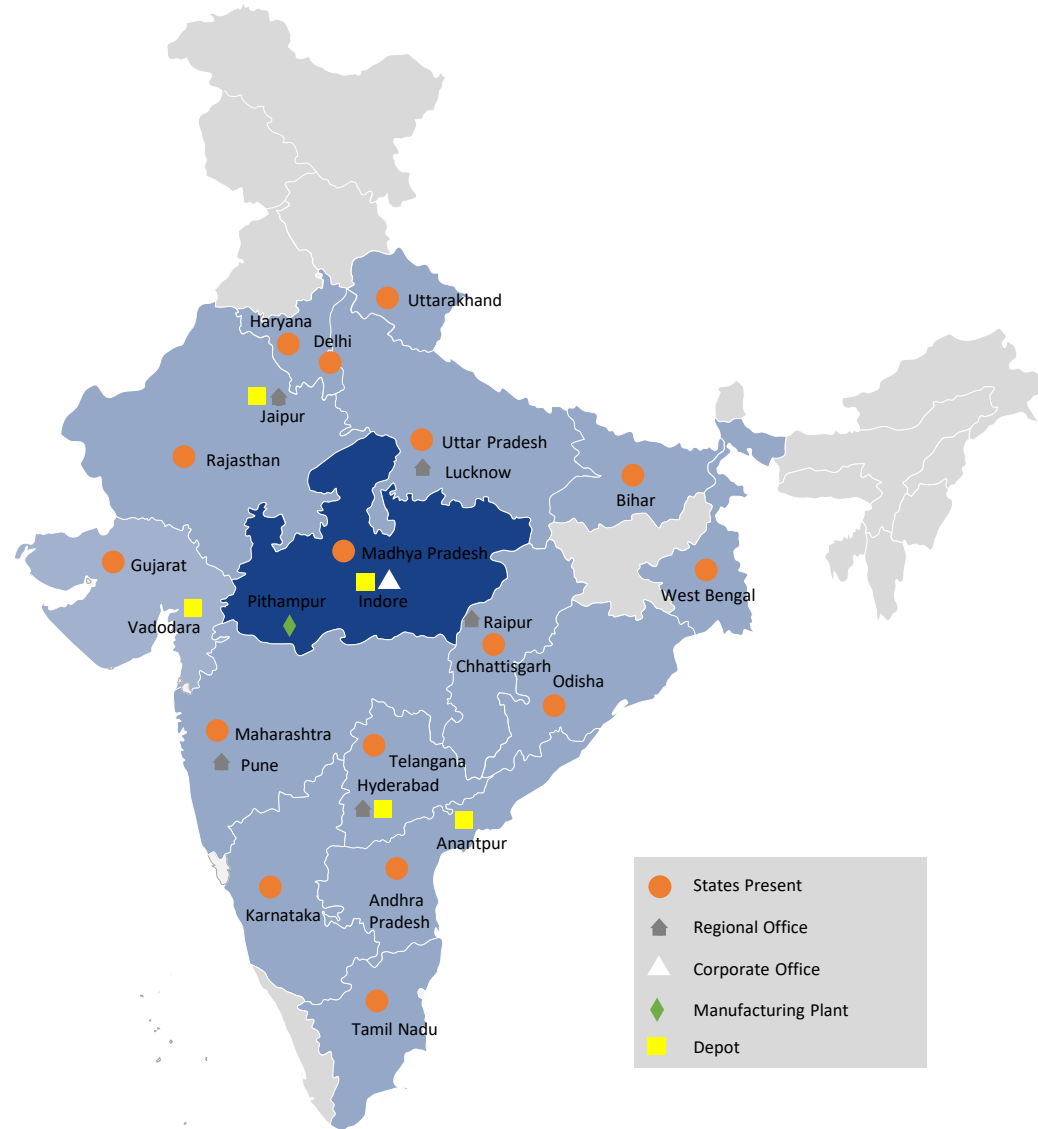 Uttarakhand
Haryana
Delhi
Jaipur
Uttar Pradesh
Rajasthan
Lucknow
Bihar
Madhya Pradesh
Gujarat
West Bengal
Pithampur
Indore
Vadodara
Raipur
Chhattisgarh
Odisha
Maharashtra
Telangana
Pune
Hyderabad
Anantpur
Andhra
Pradesh
Karnataka
Tamil Nadu
States Present
Regional Office
Corporate Office
Manufacturing Plant
Depot